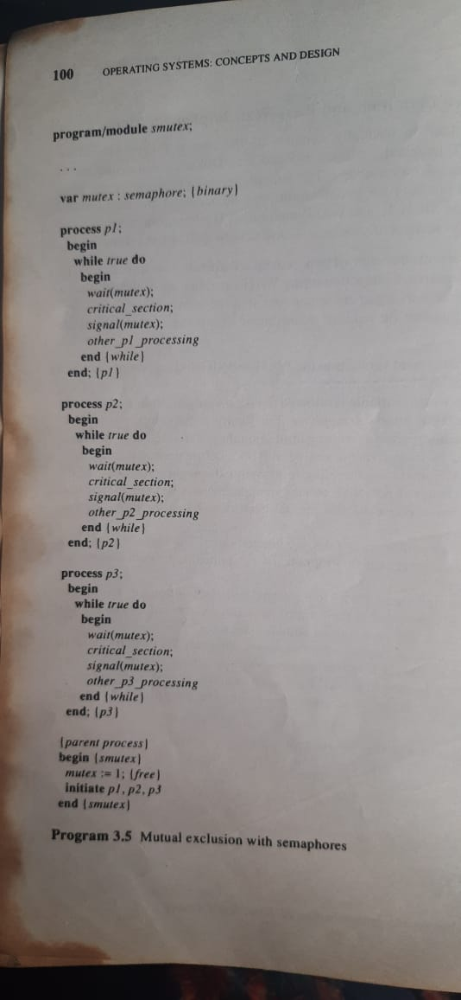 100 OPERATING SYSTEMS: CONCEPTS AND DESIGN
program/module smutex;
...
var mutex : semaphore; {binary}
process p1;
begin
while true do
begin
wait(mutex);
critical_section;
signal(mutex);
other_p1_processing
end {while}
end; {p1}
process p2;
begin
while true do
begin
wait(mutex);
critical_section;
signal(mutex);
other_p2_processing
end {while}
end; {p2}
process p3;
begin
while true do
begin
wait(mutex);
critical_section;
signal(mutex);
other_p3_processing
end {while}
end; {p3}
{parent process}
begin {smutex}
mutex := 1; {free}
initiate p1, p2, p3
end {smutex}
Program 3.5 Mutual exclusion with semaphores